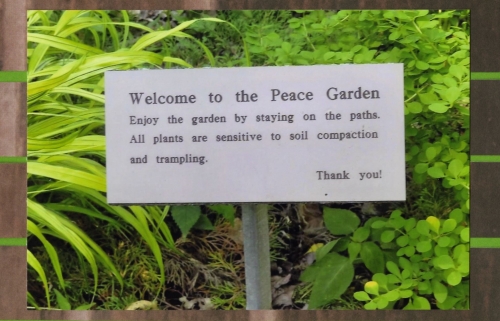 Welcome to the Peace Garden
Enjoy the garden by staying on the paths.
All plants are sensitive to soil compaction
and trampling.
Thank you!